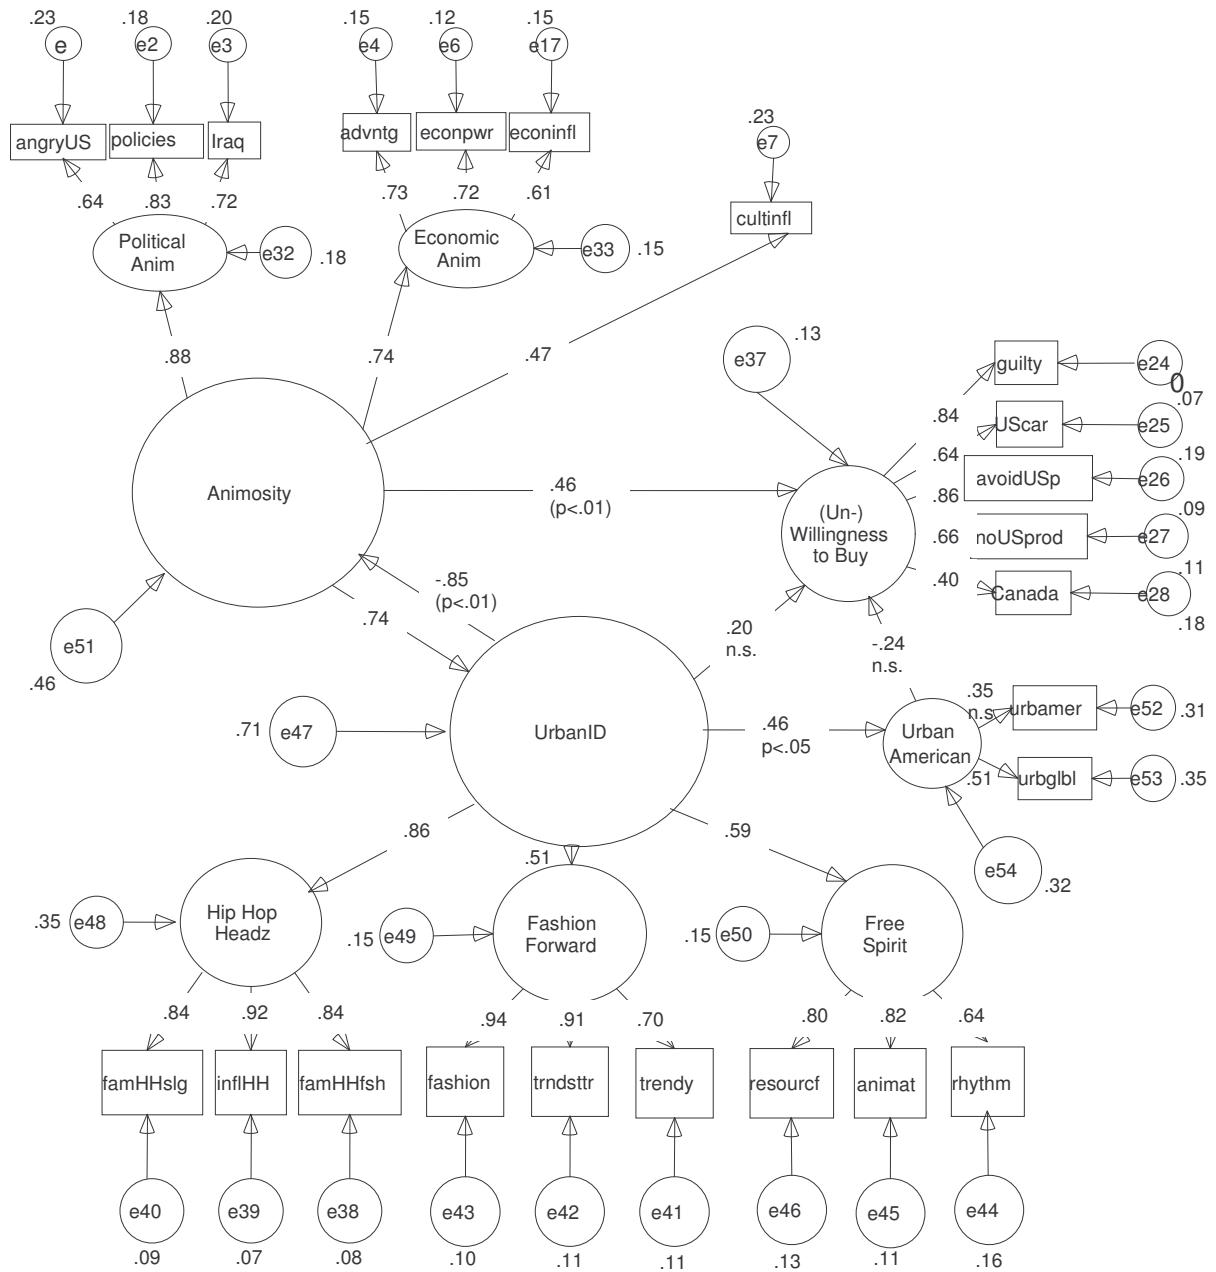 .23 .18 .20 .15 .12 .15
e e2 e3 e4 e6 e17
angryUS policies Iraq advntg econpwr econinfl
.23
e7
.64 .83 .72 .73 .72 .61
cultinfl
Political
Anim
e32 .18
Economic
Anim
e33 .15
.88 .74 .47
e37 .13
guilty e24
0
.07
.84
UScar e25
.64 .19
avoidUSp e26
.86 .09
noUSprod e27
.66 .11
.40 Canada e28
.18
Animosity
.46
(p<.01)
(Un-)
Willingness
to Buy
-.85
(p<.01)
.74
e51
.46
.20
n.s.
-.24
n.s.
.35
n.s
urbamer e52 .31
.71 e47
UrbanID
.46
p<.05
Urban
American
.51 urbglbl e53 .35
e54 .32
.86 .51 .59
.35 e48
Hip Hop
Headz
.15 e49
Fashion
Forward
.15 e50
Free
Spirit
.84 .92 .84 .94 .91 .70 .80 .82 .64
famHHslg inflHH famHHfsh fashion trndsttr trendy resourcf animat rhythm
e40 e39 e38 e43 e42 e41 e46 e45 e44
.09 .07 .08 .10 .11 .11 .13 .11 .16